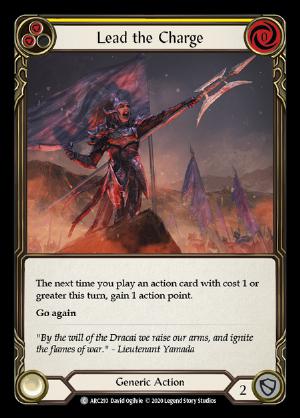 Lead the Charge
0
The next time you play an action card with cost 1 or
greater this turn, gain 1 action point.
Go again
"By the will of the Dracai we raise our arms, and ignite
the flames of war." - Lieutenant Yamada
Generic Action
2
C ARC210 David Ogilvie © 2020 Legend Story Studios